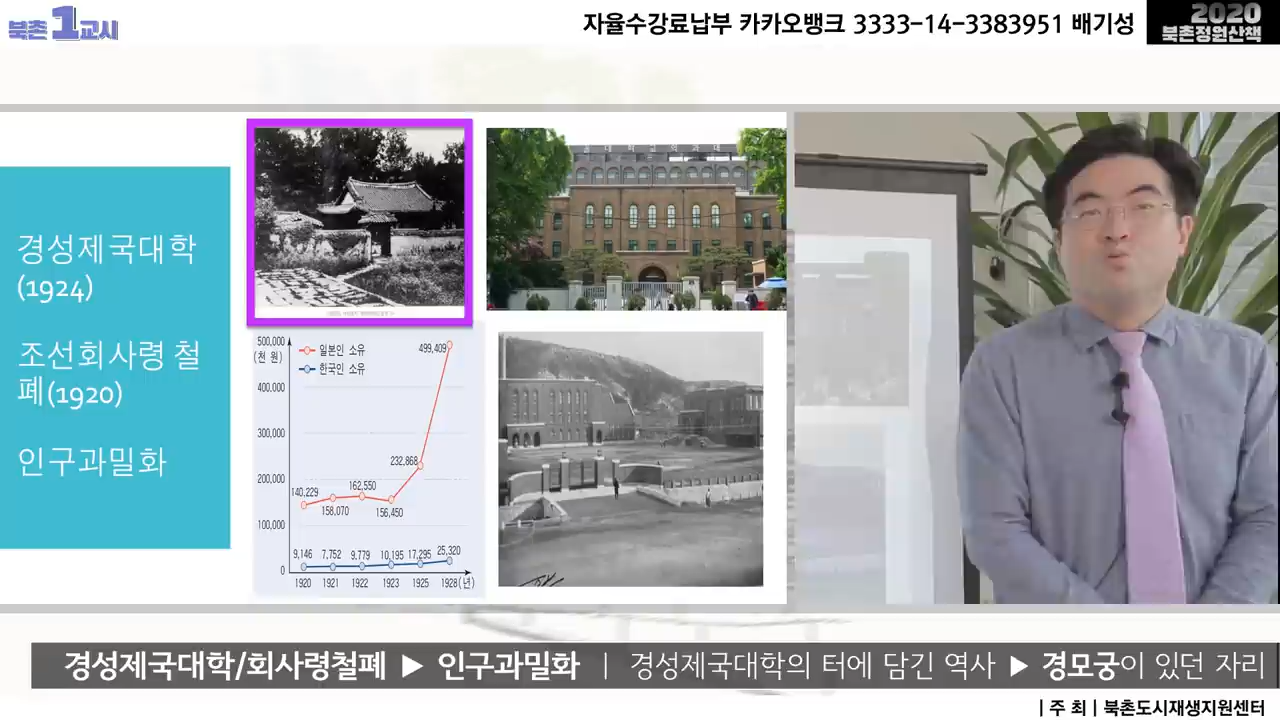 북촌1교시
자율수강료납부 카카오뱅크 3333-14-3383951 배기성
2020
북촌정원산책
경성제국대학
(1924)
조선회사령 철
폐(1920)
인구과밀화
대학교의과대
500,000
(천 원)
일본인 소유
한국인 소유
499,409
400,000
300,000
232,868
200,000
140,229
158,070
162,550
156,450
100,000
9,146 7,752 9,779 10,195 17,295 25,320
0
1920 1921 1922 1923 1925 1928(년)
경성제국대학/회사령철폐 ▶ 인구과밀화 | 경성제국대학의 터에 담긴 역사 ▶ 경모궁이 있던 자리
| 주 최 | 북촌도시재생지원센터